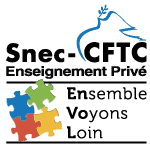 Snec-CFTC
Enseignement Privé
Ensemble
Voyons
Loin